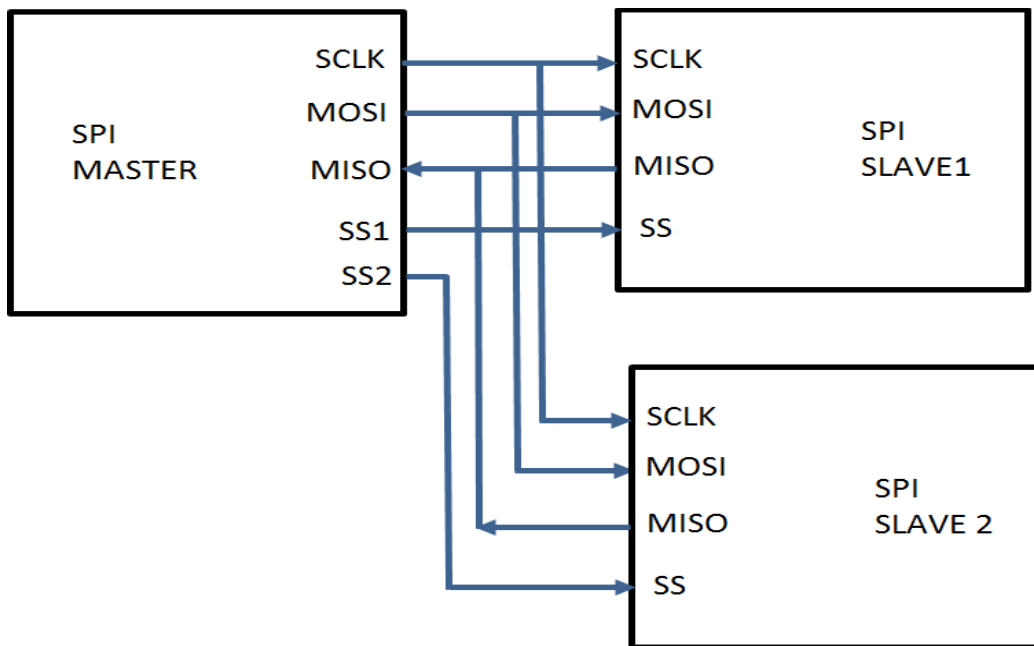 SCLK
MOSI
MISO
SS1
SS2
SPI
MASTER
SCLK
MOSI
MISO
SS
SPI
SLAVE1
SCLK
MOSI
MISO
SS
SPI
SLAVE 2